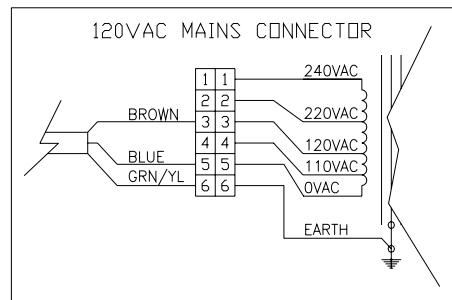 120VAC MAINS CONNECTOR
240VAC
1 1
2 2
220VAC
BROWN
3 3
120VAC
4 4
110VAC
BLUE
5 5
0VAC
GRN/YL
6 6
EARTH